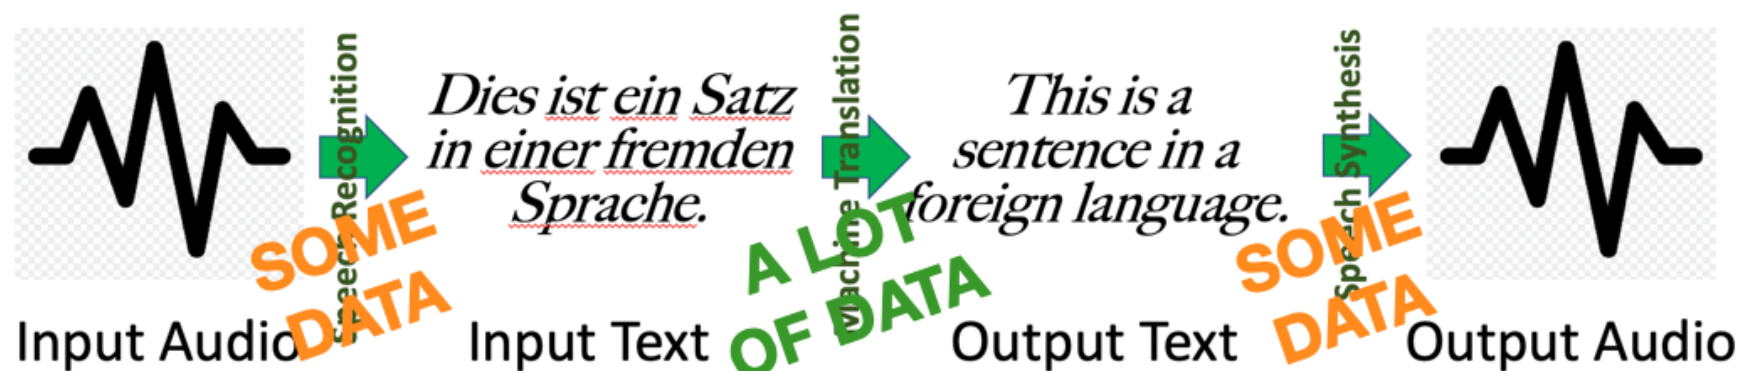 Speech Recognition
Dies ist ein Satz
in einer fremden
Sprache.
Machine Translation
This is a
sentence in a
foreign language.
Speech Synthesis
SOME
DATA
A LOT
OF DATA
SOME
DATA
Input Audio
Input Text
Output Text
Output Audio